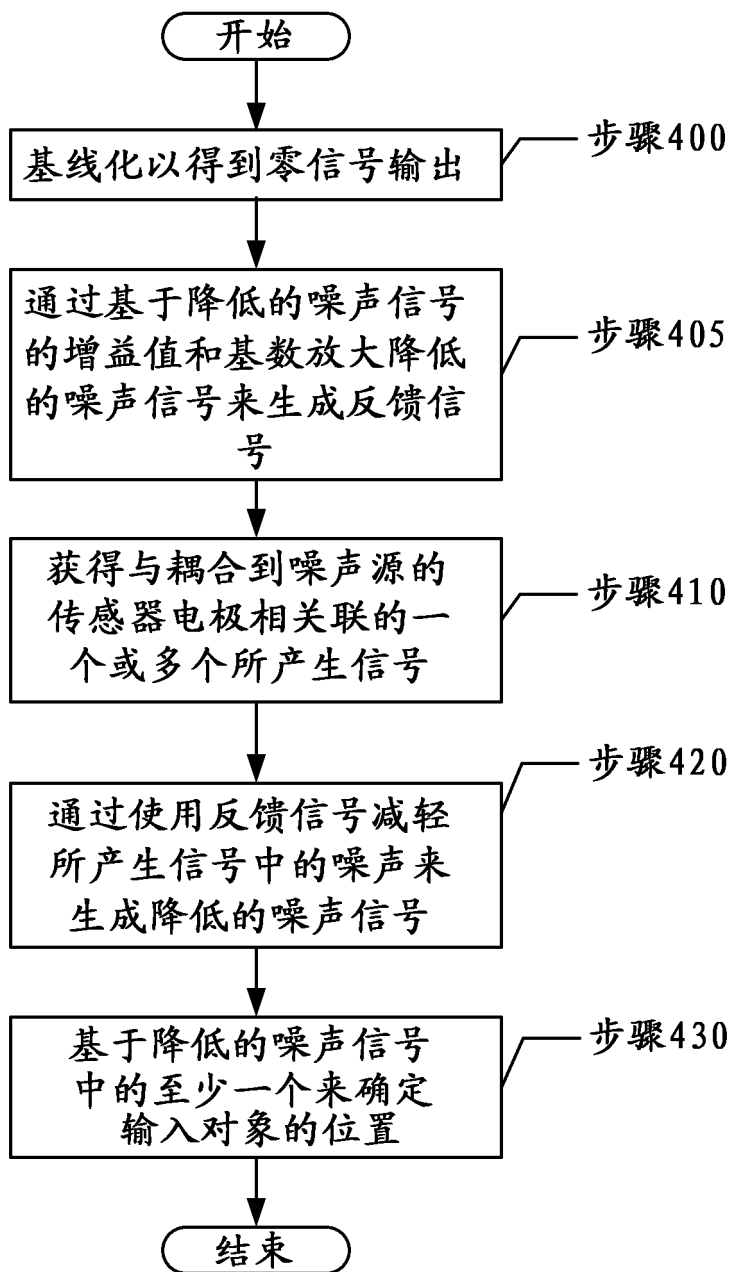 开始
基线化以得到零信号输出
步骤400
通过基于降低的噪声信号
的增益值和基数放大降低
的噪声信号来生成反馈信
号
步骤405
获得与耦合到噪声源的
传感器电极相关联的一
个或多个所产生信号
步骤410
通过使用反馈信号减轻
所产生信号中的噪声来
生成降低的噪声信号
步骤420
基于降低的噪声信号
中的至少一个来确定
输入对象的位置
步骤430
结束